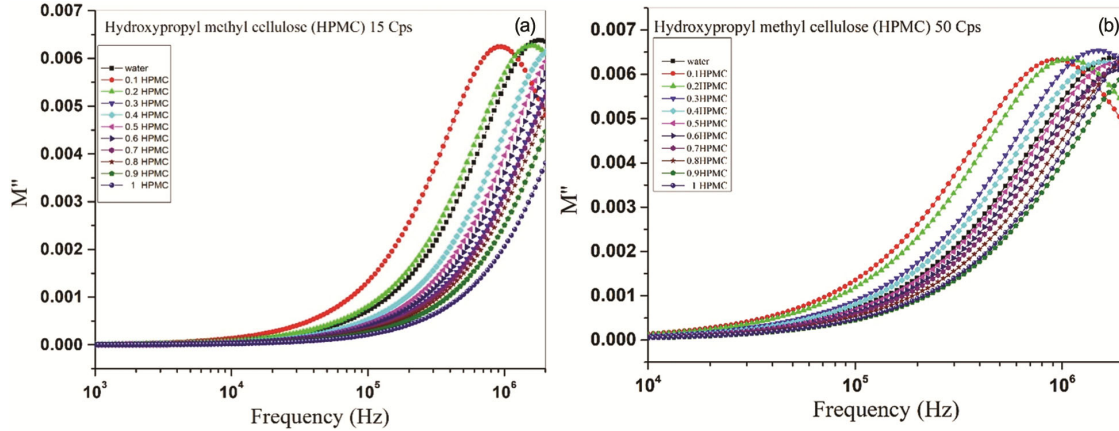 Hydroxypropyl methyl cellulose (HPMC) 15 Cps
(a)
water
0.1 HPMC
0.2 HPMC
0.3 HPMC
0.4 HPMC
0.5 HPMC
0.6 HPMC
0.7 HPMC
0.8 HPMC
0.9 HPMC
1 HPMC
0.007
0.006
0.005
0.004
0.003
0.002
0.001
0.000
M"
10³
10⁴
10⁵
10⁶
Frequency (Hz)
Hydroxypropyl methyl cellulose (HPMC) 50 Cps
(b)
water
0.1HPMC
0.2HPMC
0.3HPMC
0.4HPMC
0.5HPMC
0.6HPMC
0.7HPMC
0.8HPMC
0.9HPMC
1 HPMC
0.007
0.006
0.005
0.004
0.003
0.002
0.001
0.000
M"
10⁴
10⁵
10⁶
Frequency (Hz)